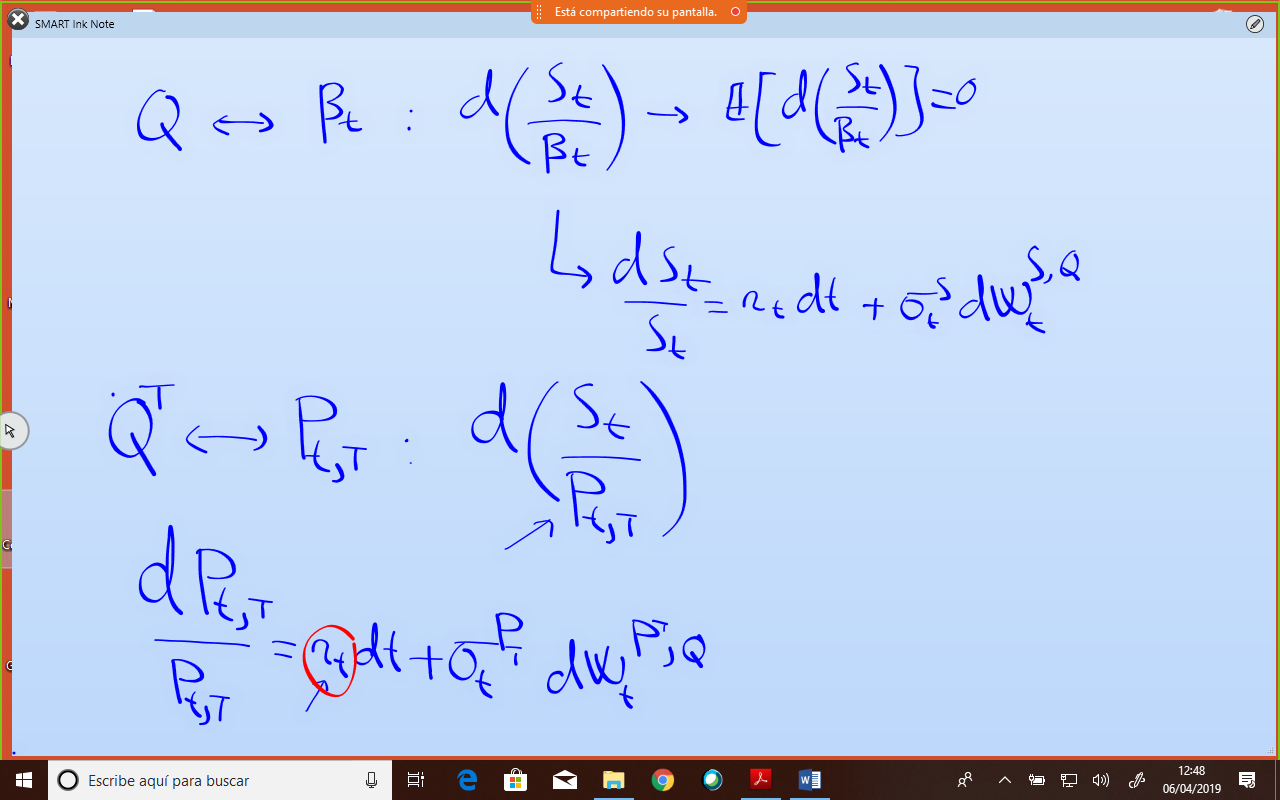 Está compartiendo su pantalla.
SMART Ink Note
Q ↔ β_t : d(S_t/β_t) → E[d(S_t/β_t)]=0
↳ dS_t/S_t = r_t dt + σ_t^S dW_t^{S,Q}
Q^T ↔ P_{t,T} : d(S_t/P_{t,T})
dP_{t,T}/P_{t,T} = r_t dt + σ_t^{P_T} dW_t^{P^T,Q}
Escribe aquí para buscar
12:48
06/04/2019